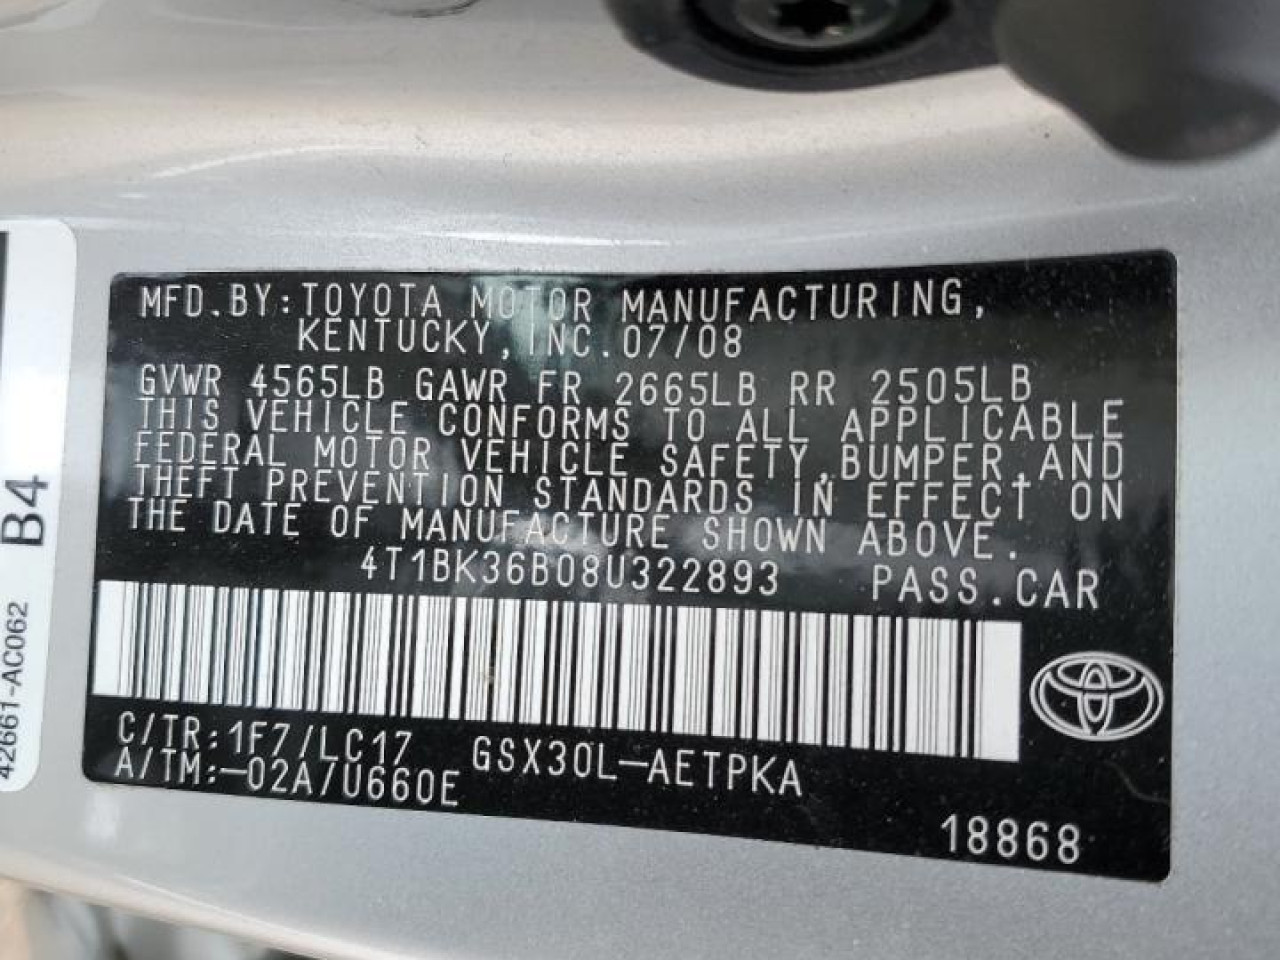 MFD.BY:TOYOTA MOTOR MANUFACTURING,
KENTUCKY,INC.07/08
GVWR 4565LB GAWR FR 2665LB RR 2505LB
THIS VEHICLE CONFORMS TO ALL APPLICABLE
FEDERAL MOTOR VEHICLE SAFETY,BUMPER,AND
THEFT PREVENTION STANDARDS IN EFFECT ON
THE DATE OF MANUFACTURE SHOWN ABOVE.
4T1BK36B08U322893 PASS.CAR
C/TR:1F7/LC17 GSX30L-AETPKA
A/TM:-02A/U660E
18868
B4
42661-AC062